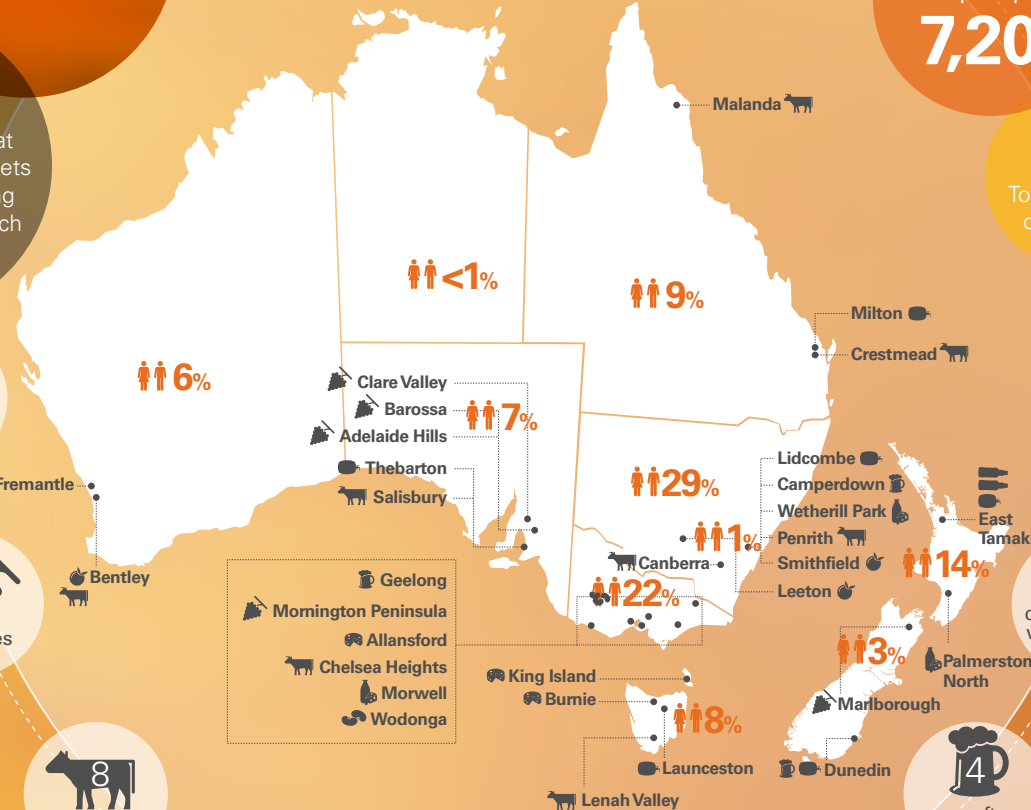 7,20
at
ets
ng
ch
To
Malanda
<1%
9%
6%
Milton
Crestmead
Clare Valley
Barossa
7%
Adelaide Hills
Thebarton
Salisbury
29%
Lidcombe
Camperdown
Wetherill Park
Penrith
Smithfield
Leeton
East
Tamak
14%
1%
Canberra
22%
Fremantle
Bentley
Geelong
Mornington Peninsula
Allansford
Chelsea Heights
Morwell
Wodonga
es
King Island
Burnie
8%
3%
Palmerston
North
Marlborough
Launceston
Dunedin
Lenah Valley
8
4